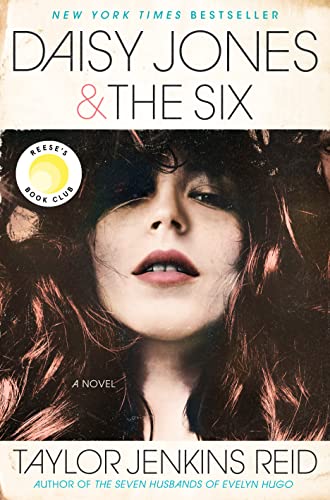 NEW YORK TIMES BESTSELLER
DAISY JONES
&THE SIX
REESE'S
BOOK CLUB
A NOVEL
TAYLOR JENKINS REID
AUTHOR OF THE SEVEN HUSBANDS OF EVELYN HUGO